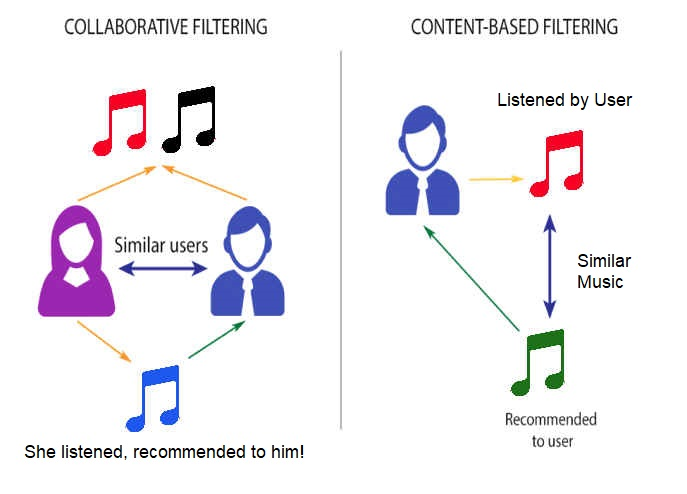 COLLABORATIVE FILTERING
Similar users
She listened, recommended to him!
CONTENT-BASED FILTERING
Listened by User
Similar
Music
Recommended
to user